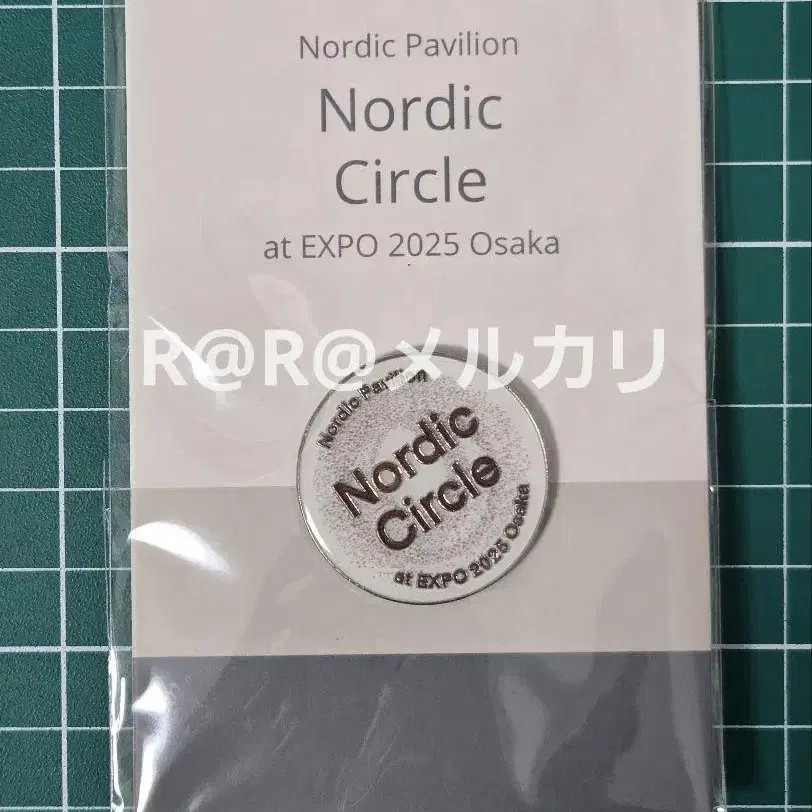 Nordic Pavilion
Nordic
Circle
at EXPO 2025 Osaka
R@R@メルカリ
Nordic Pavilion
Nordic
Circle
at EXPO 2025 Osaka